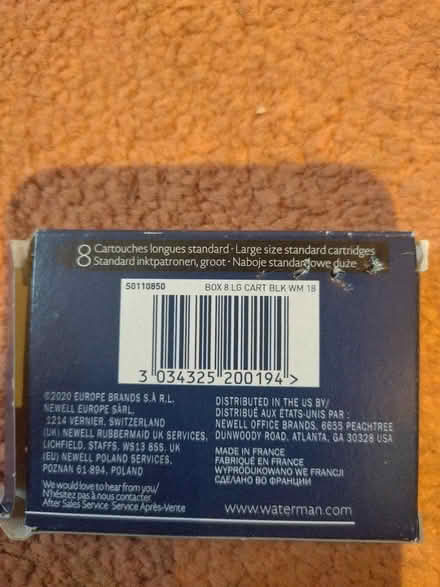 8 Cartouches longues standard · Large size standard cartridges
Standard inktpatronen, groot · Naboje standardowe duże
S0110850 BOX 8 LG CART BLK WM 18
3 034325 200194 >
©2020 EUROPE BRANDS S.À R.L.
NEWELL EUROPE SÀRL,
1214 VERNIER, SWITZERLAND
(UK) NEWELL RUBBERMAID UK SERVICES,
LICHFIELD, STAFFS, WS13 8SS, UK
(EU) NEWELL POLAND SERVICES,
POZNAN 61-894, POLAND
We would love to hear from you/
N'hésitez pas à nous contacter
After Sales Service Service Après-Vente
DISTRIBUTED IN THE US BY/
DISTRIBUÉ AUX ÉTATS-UNIS PAR :
NEWELL OFFICE BRANDS, 6655 PEACHTREE
DUNWOODY ROAD, ATLANTA, GA 30328 USA
MADE IN FRANCE
FABRIQUÉ EN FRANCE
WYPRODUKOWANO WE FRANCJI
СДЕЛАНО ВО ФРАНЦИИ
www.waterman.com